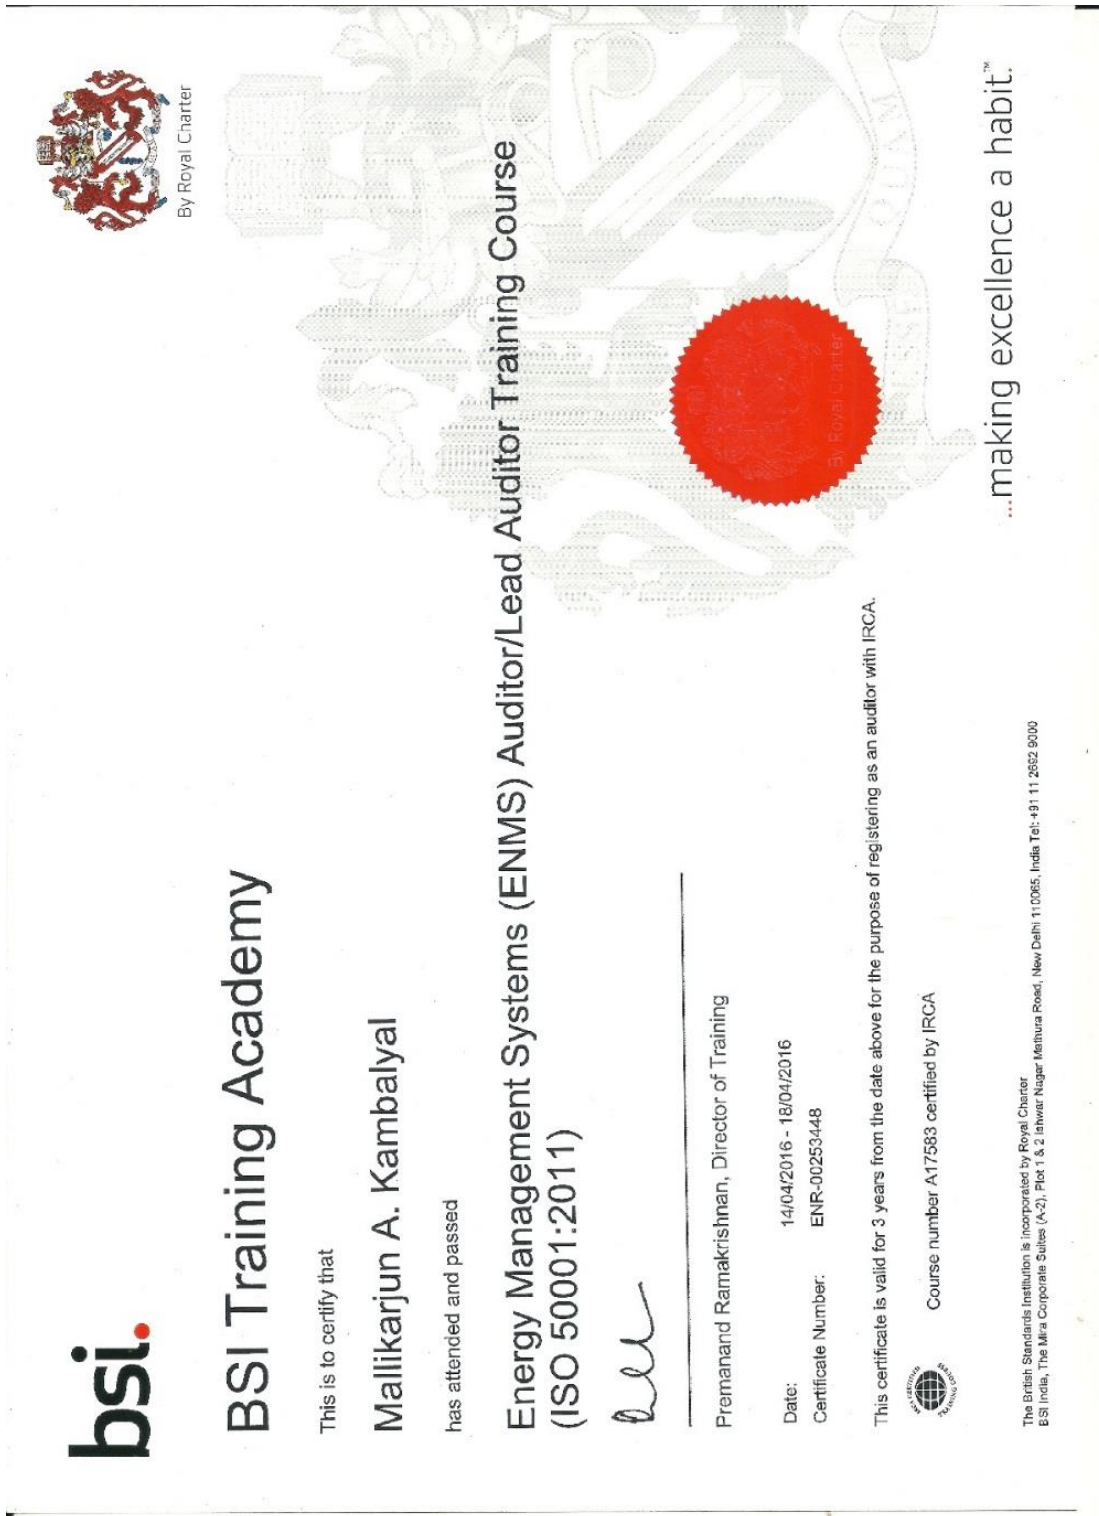 bsi.
By Royal Charter
BSI Training Academy
This is to certify that
Mallikarjun A. Kambalyal
has attended and passed
Energy Management Systems (ENMS) Auditor/Lead Auditor Training Course
(ISO 50001:2011)
Premanand Ramakrishnan, Director of Training
Date: 14/04/2016 - 18/04/2016
Certificate Number: ENR-00253448
By Royal Charter
This certificate is valid for 3 years from the date above for the purpose of registering as an auditor with IRCA.
Course number A17583 certified by IRCA
...making excellence a habit.™
The British Standards Institution is incorporated by Royal Charter
BSI India, The Mira Corporate Suites (A-2), Plot 1 & 2 Ishwar Nagar Mathura Road, New Delhi 110065, India Tel: +91 11 2692 9000